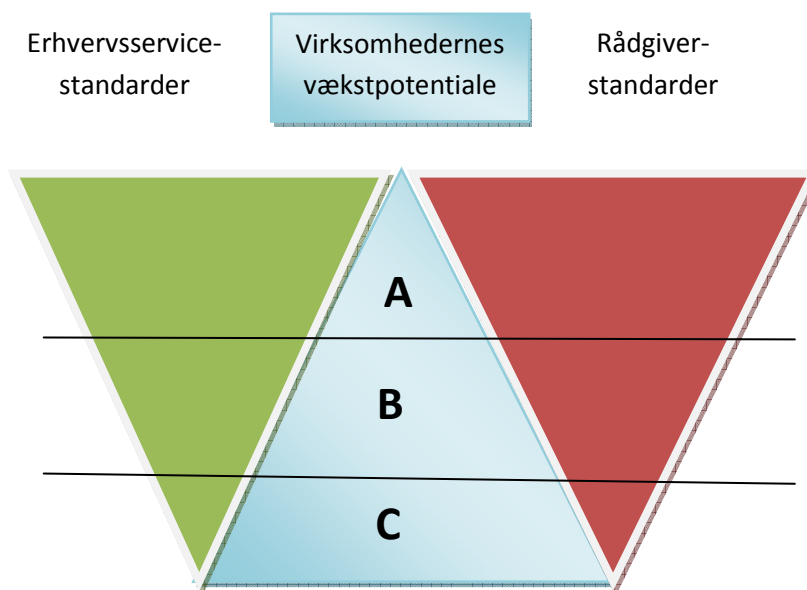 Erhvervsservice-
standarder
Virksomhedernes
vækstpotentiale
Rådgiver-
standarder
A
B
C